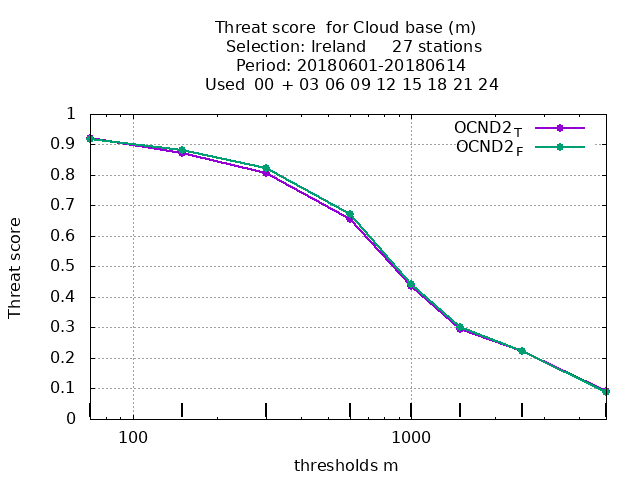 Threat score  for Cloud base (m)
Selection: Ireland     27 stations
Period: 20180601-20180614
Used  00 + 03 06 09 12 15 18 21 24
OCND2T
OCND2F
1
0.9
0.8
0.7
0.6
0.5
0.4
0.3
0.2
0.1
0
Threat score
100
1000
thresholds m